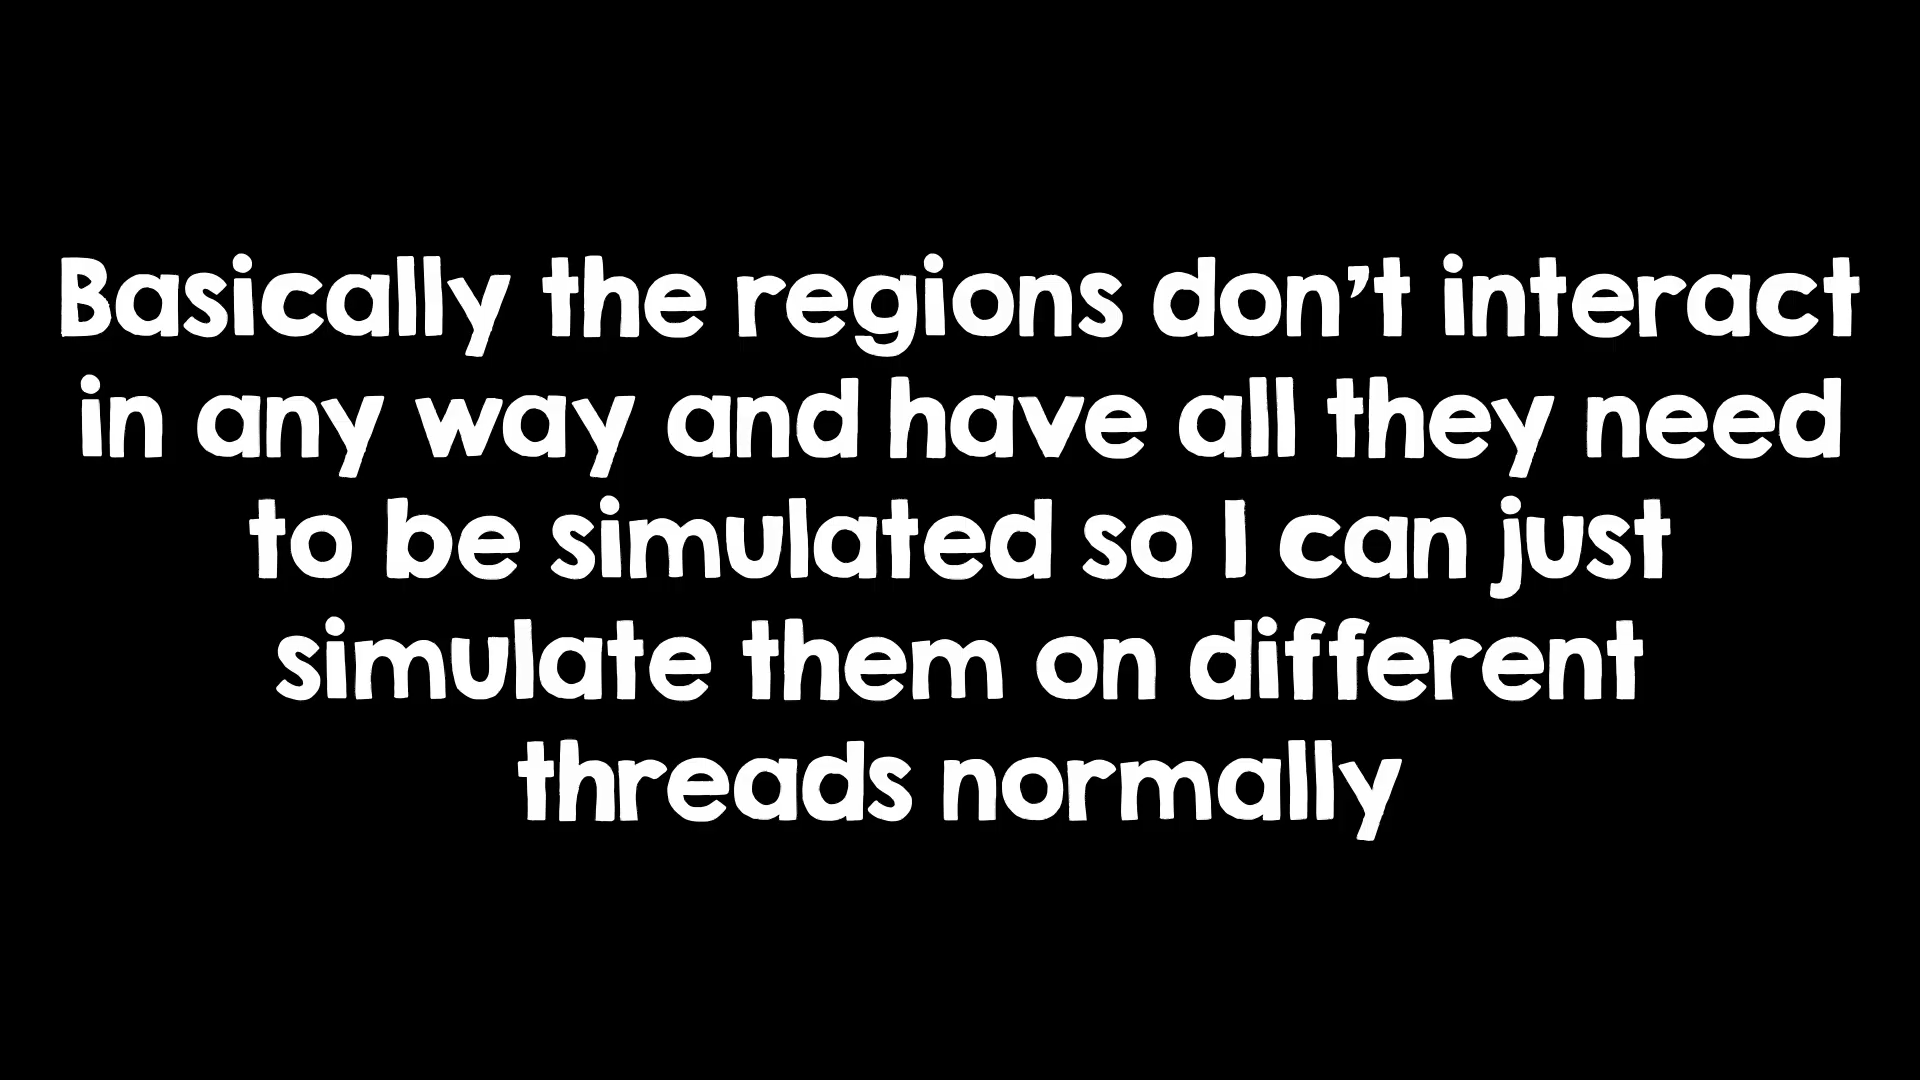 Basically the regions don’t interact
in any way and have all they need
to be simulated so I can just
simulate them on different
threads normally